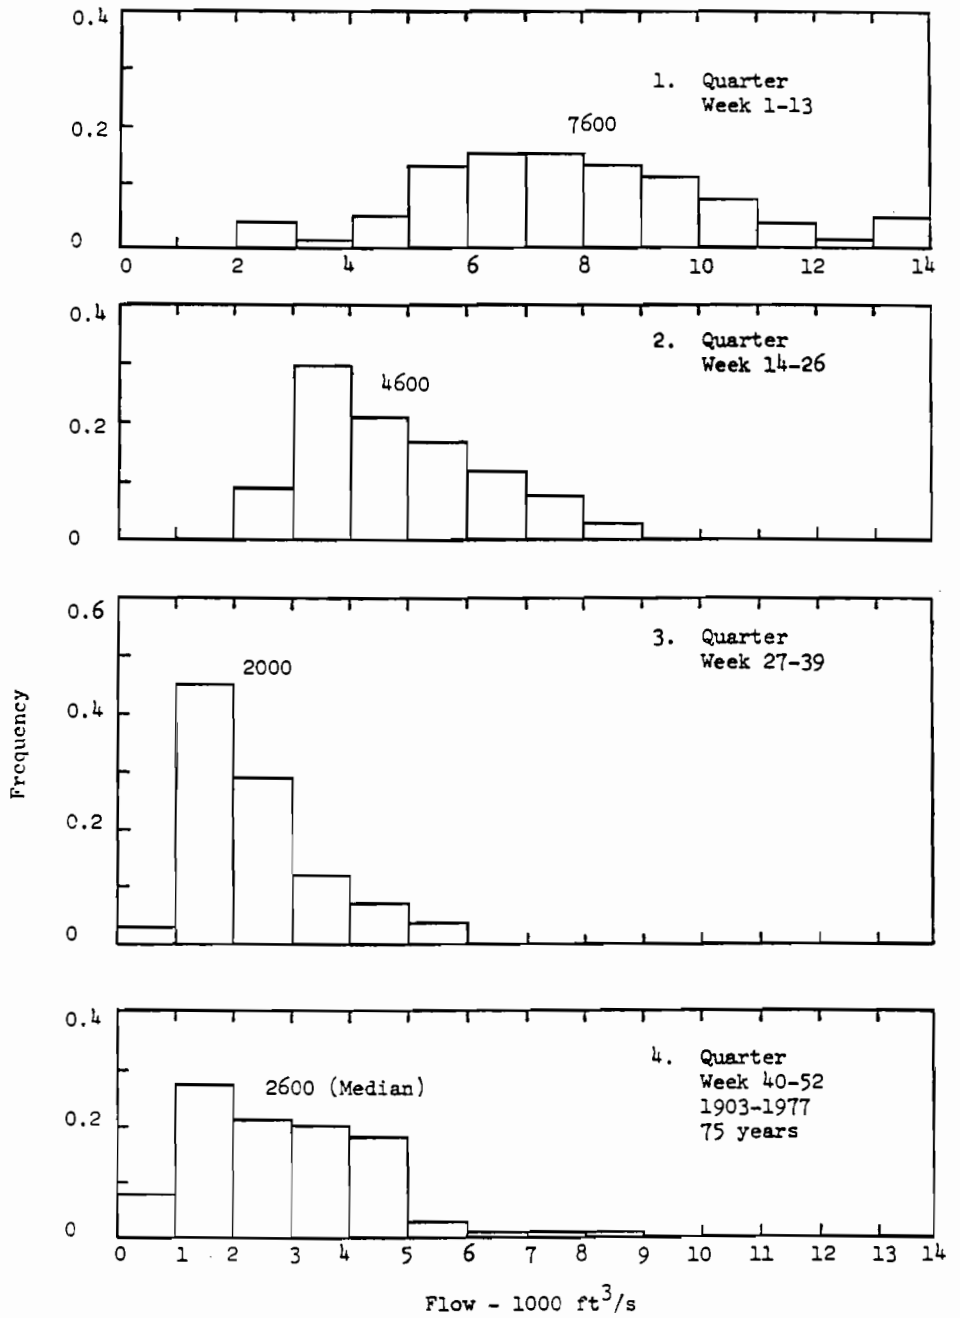 0.4
1. Quarter
Week 1-13
7600
0.2
0
0 2 4 6 8 10 12 14
0.4
2. Quarter
Week 14-26
4600
0.2
0
0.6
3. Quarter
Week 27-39
2000
0.4
Frequency
0.2
0
0.4
4. Quarter
Week 40-52
2600 (Median)
1903-1977
0.2
75 years
0
0 1 2 3 4 5 6 7 8 9 10 11 12 13 14
Flow - 1000 ft³/s